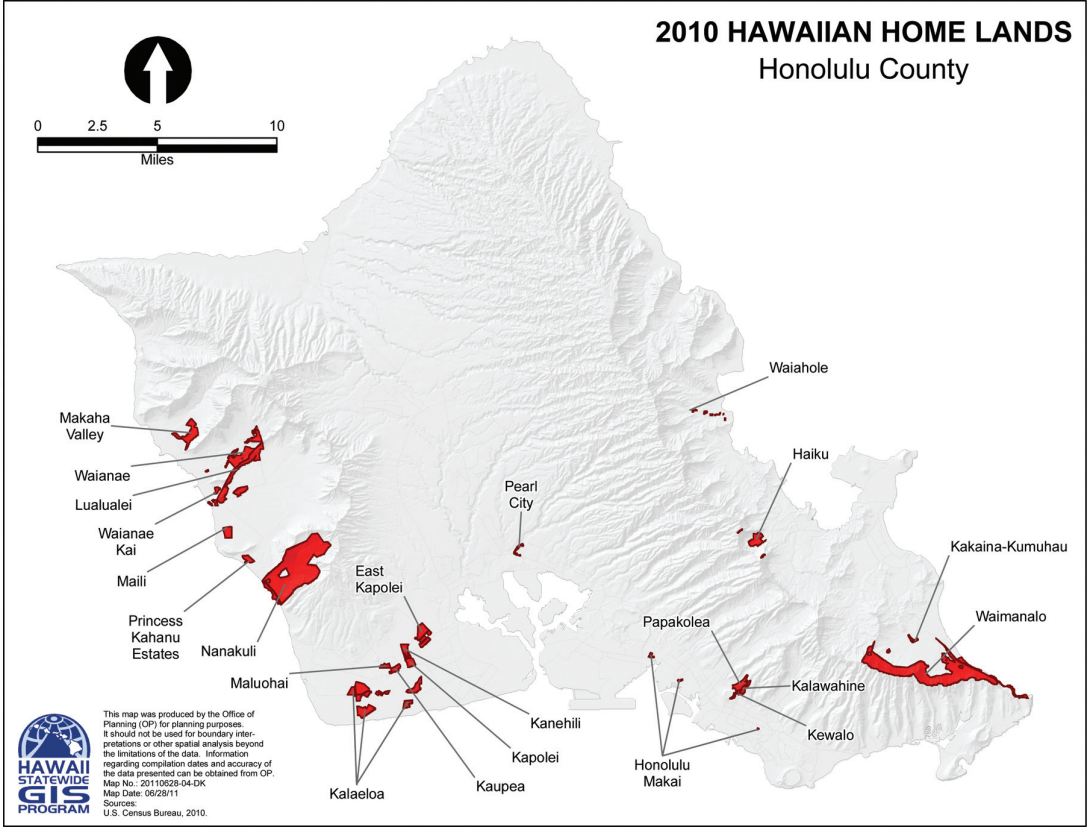 2010 HAWAIIAN HOME LANDS
Honolulu County
0 2.5 5 10
Miles
Makaha
Valley
Waianae
Lualualei
Waianae
Kai
Maili
Princess
Kahanu
Estates
Nanakuli
East
Kapolei
Maluohai
Kalaeloa
Kaupea
Kapolei
Kanehili
Pearl
City
Waiahole
Haiku
Kakaina-Kumuhau
Waimanalo
Papakolea
Kalawahine
Kewalo
Honolulu
Makai
HAWAII
STATEWIDE
GIS
PROGRAM
This map was produced by the Office of
Planning (OP) for planning purposes.
It should not be used for boundary inter-
pretations or other spatial analysis beyond
the limitations of the data. Information
regarding compilation dates and accuracy of
the data presented can be obtained from OP.
Map No.: 20110628-04-DK
Map Date: 06/28/11
Sources:
U.S. Census Bureau, 2010.